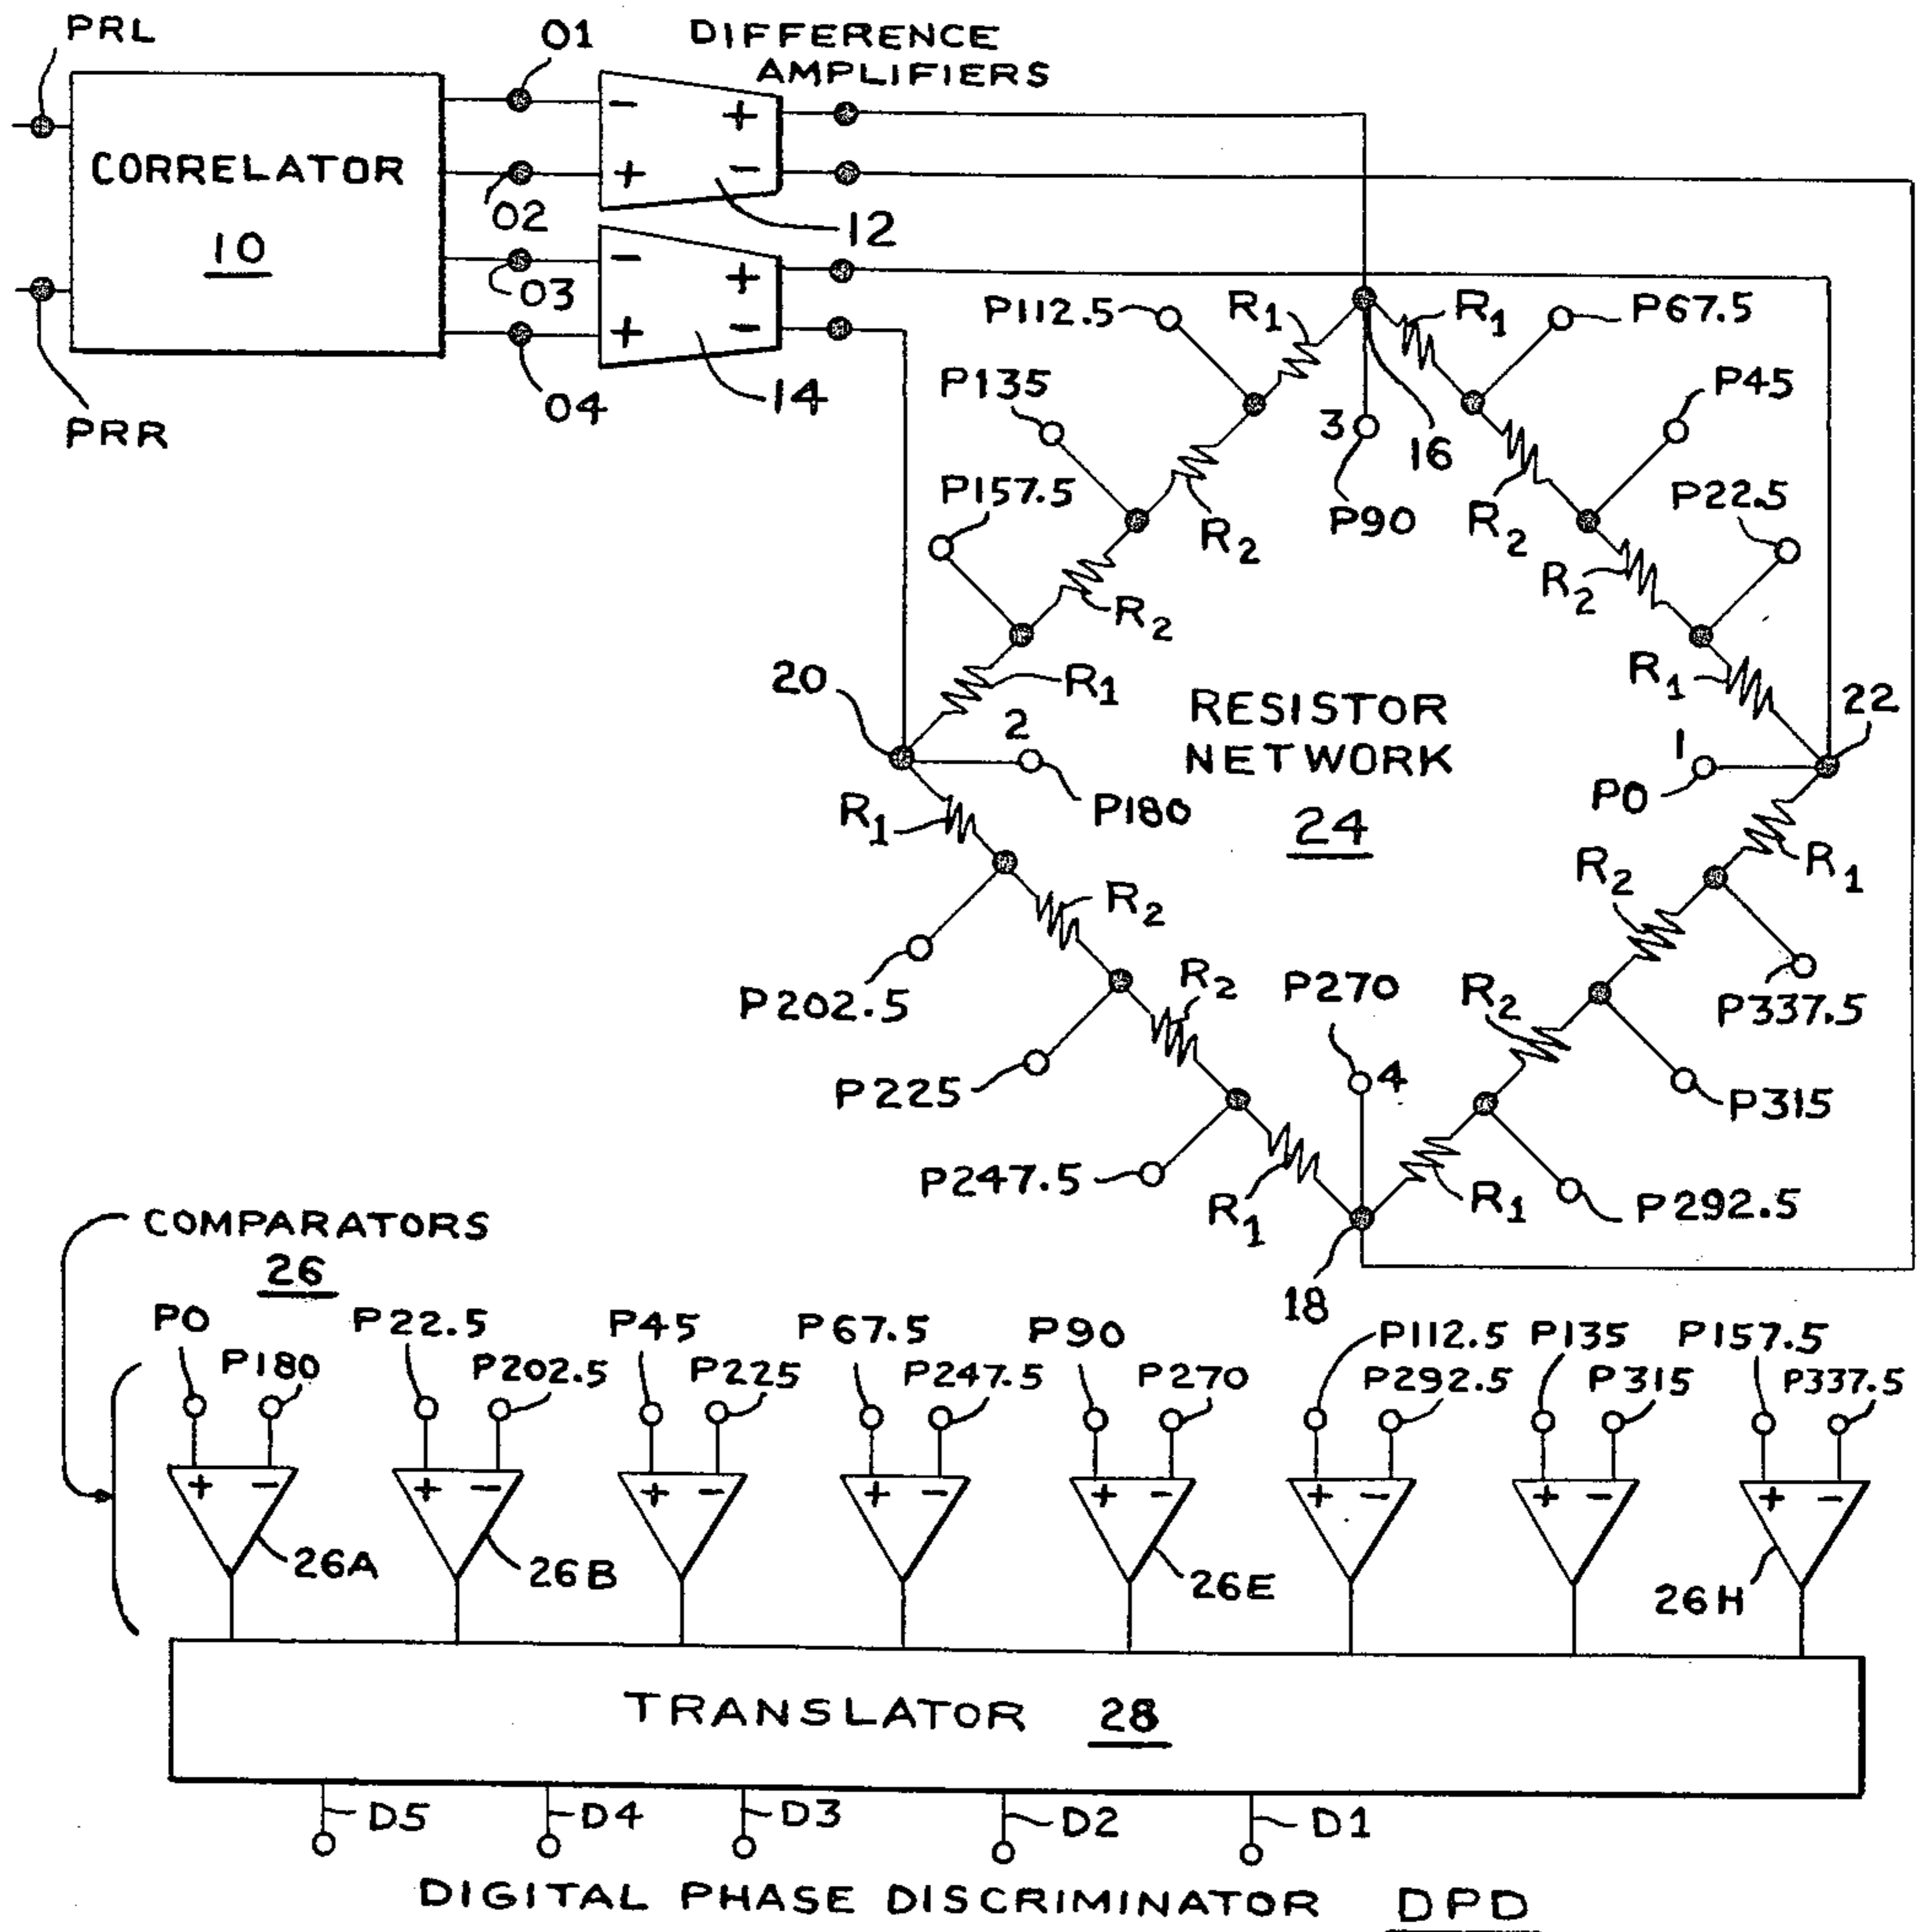 PRL
01
DIFFERENCE
AMPLIFIERS
CORRELATOR
10
02
03
04
PRR
-
+
+
-
12
-
+
+
-
14
P112.5
R1
R1
P67.5
P135
3
16
P45
P157.5
R2
P90
R2
P22.5
R2
R2
20
R1
2
RESISTOR
NETWORK
24
R1
22
1
P0
P180
R1
R1
R2
R2
P202.5
R2
P270
4
R2
P337.5
P225
P315
P247.5
R1
R1
P292.5
18
COMPARATORS
26
P0
P180
P22.5
P202.5
P45
P225
P67.5
P247.5
P90
P270
P112.5
P292.5
P135
P315
P157.5
P337.5
+ -
+ -
+ -
+ -
+ -
+ -
+ -
+ -
26A
26B
26E
26H
TRANSLATOR 28
D5
D4
D3
D2
D1
DIGITAL PHASE DISCRIMINATOR DPD